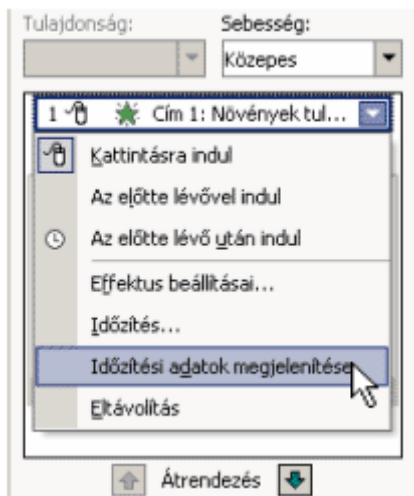 Tulajdonság: Sebesség:
Közepes
1 Cím 1: Növények tul...
Kattintásra indul
Az előtte lévővel indul
Az előtte lévő után indul
Effektus beállításai...
Időzítés...
Időzítési adatok megjelenítése
Eltávolítás
Átrendezés